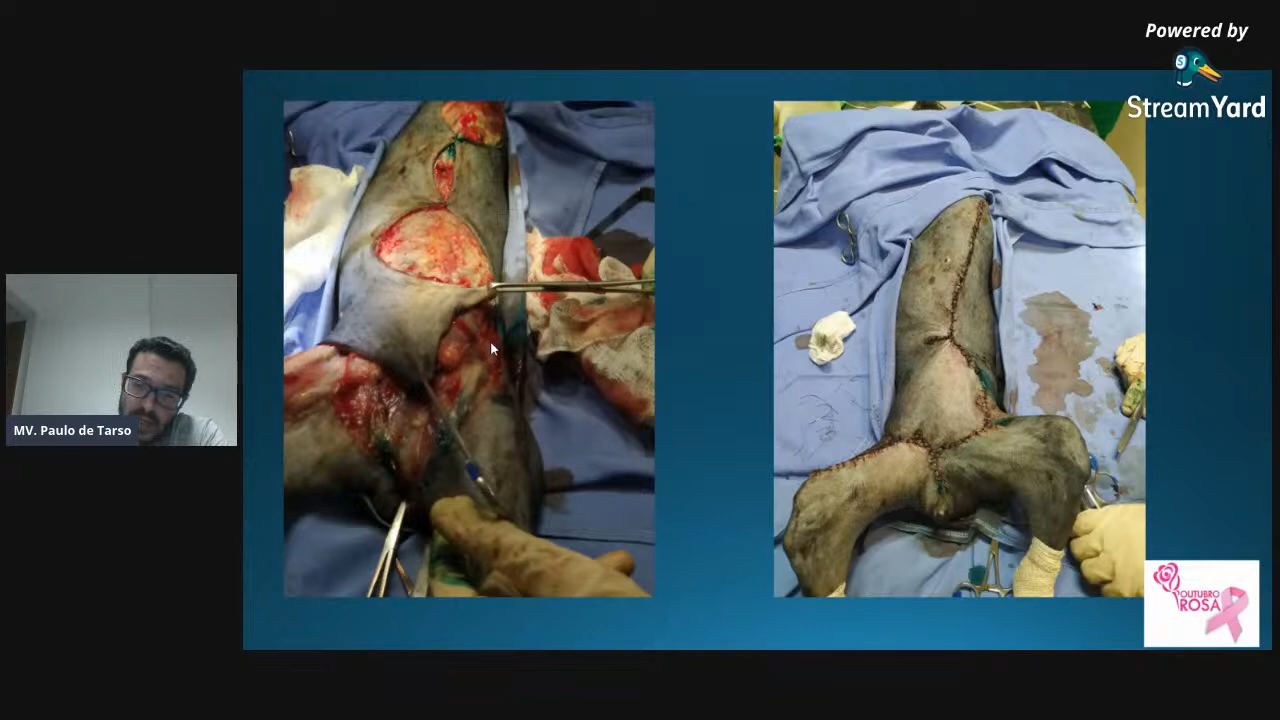 Powered by
S
StreamYard
MV. Paulo de Tarso
OUTUBRO
ROSA